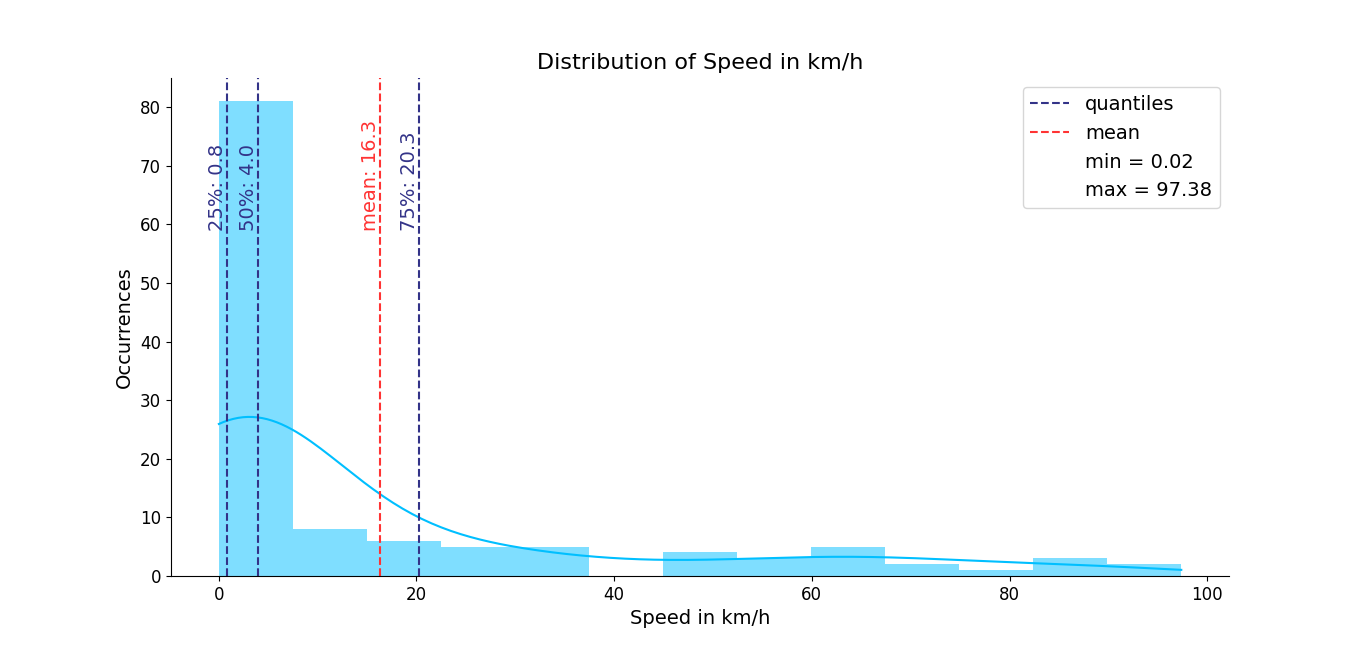 Distribution of Speed in km/h
quantiles
mean
min = 0.02
max = 97.38
25%: 0.8
50%: 4.0
mean: 16.3
75%: 20.3
Occurrences
80
70
60
50
40
30
20
10
0
0 20 40 60 80 100
Speed in km/h